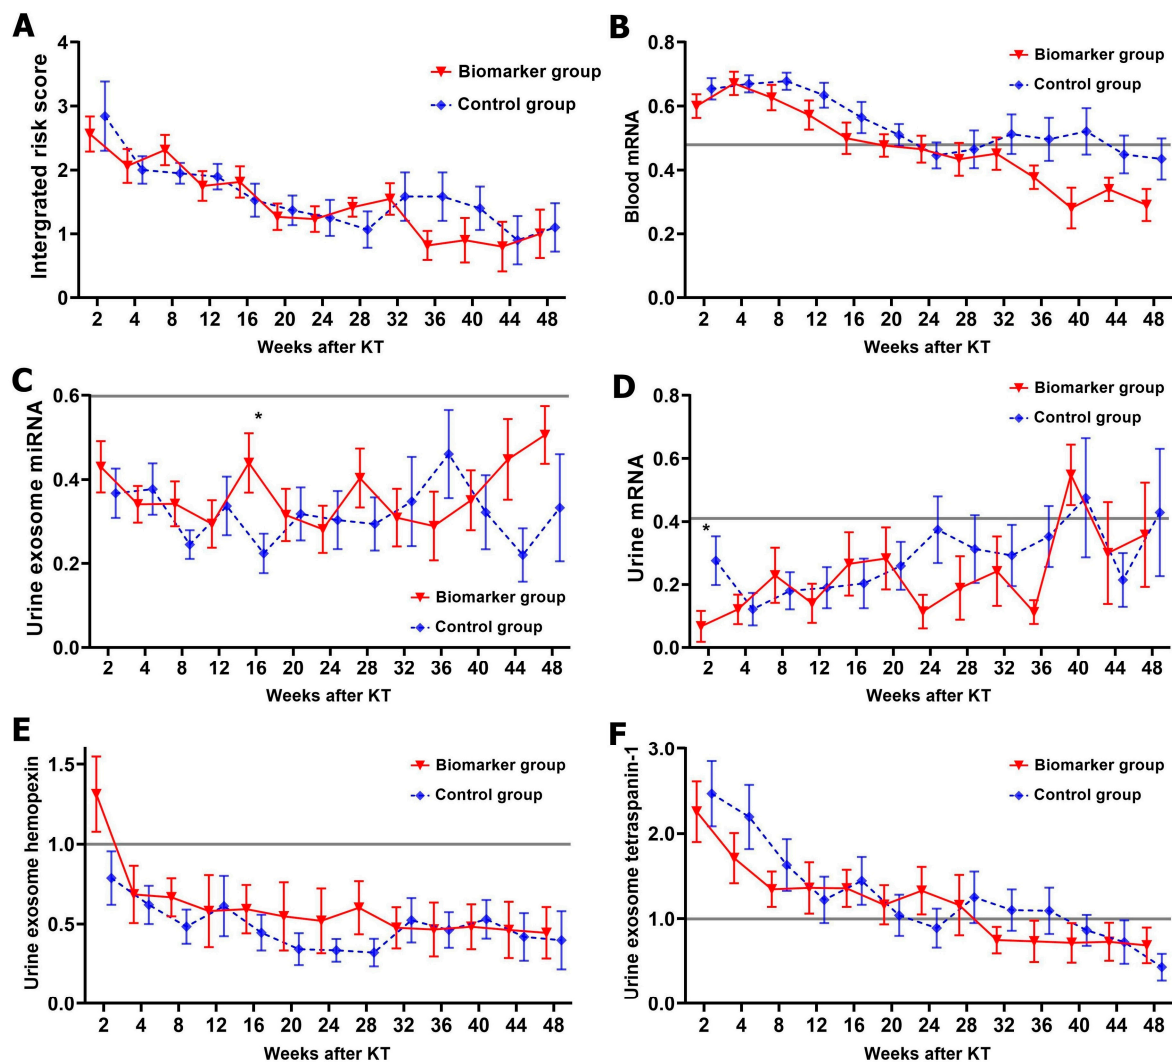 A
Intergrated risk score
4
3
2
1
0
Biomarker group
Control group
2 4 8 12 16 20 24 28 32 36 40 44 48
Weeks after KT
B
Blood mRNA
0.8
0.6
0.4
0.2
0.0
Biomarker group
Control group
2 4 8 12 16 20 24 28 32 36 40 44 48
Weeks after KT
C
Urine exosome miRNA
0.6
0.4
0.2
0.0
*
Biomarker group
Control group
2 4 8 12 16 20 24 28 32 36 40 44 48
Weeks after KT
D
Urine mRNA
0.8
0.6
0.4
0.2
0.0
*
Biomarker group
Control group
2 4 8 12 16 20 24 28 32 36 40 44 48
Weeks after KT
E
Urine exosome hemopexin
1.5
1.0
0.5
0.0
Biomarker group
Control group
2 4 8 12 16 20 24 28 32 36 40 44 48
Weeks after KT
F
Urine exosome tetraspanin-1
3.0
2.0
1.0
0.0
Biomarker group
Control group
2 4 8 12 16 20 24 28 32 36 40 44 48
Weeks after KT